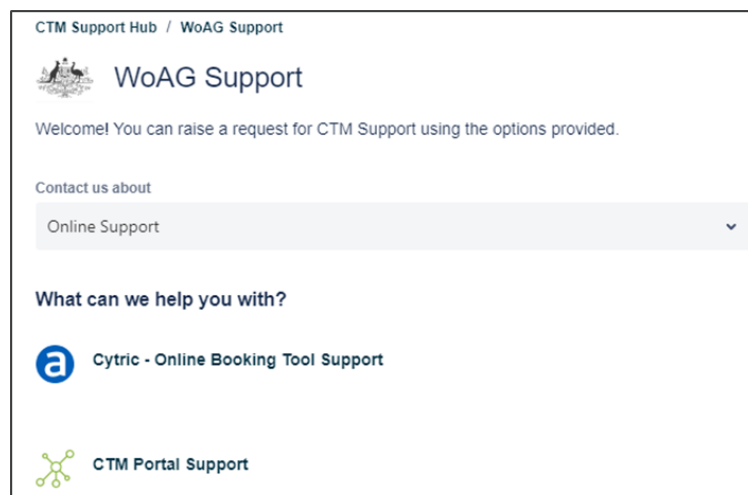 CTM Support Hub / WoAG Support
WoAG Support
Welcome! You can raise a request for CTM Support using the options provided.
Contact us about
Online Support
What can we help you with?
a Cytric - Online Booking Tool Support
CTM Portal Support